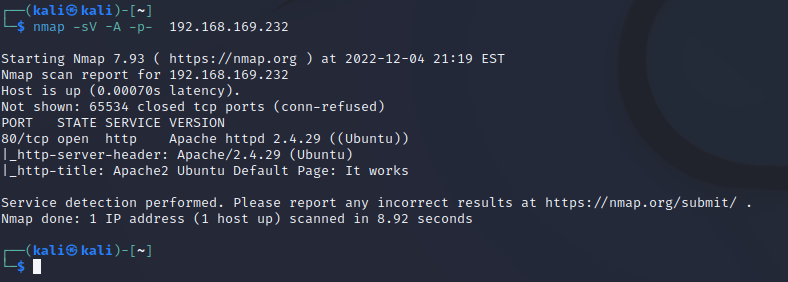 ┌──(kali㉿kali)-[~]
└─$ nmap -sV -A -p-  192.168.169.232
Starting Nmap 7.93 ( https://nmap.org ) at 2022-12-04 21:19 EST
Nmap scan report for 192.168.169.232
Host is up (0.00070s latency).
Not shown: 65534 closed tcp ports (conn-refused)
PORT   STATE SERVICE VERSION
80/tcp open  http    Apache httpd 2.4.29 ((Ubuntu))
|_http-server-header: Apache/2.4.29 (Ubuntu)
|_http-title: Apache2 Ubuntu Default Page: It works
Service detection performed. Please report any incorrect results at https://nmap.org/submit/ .
Nmap done: 1 IP address (1 host up) scanned in 8.92 seconds
┌──(kali㉿kali)-[~]
└─$